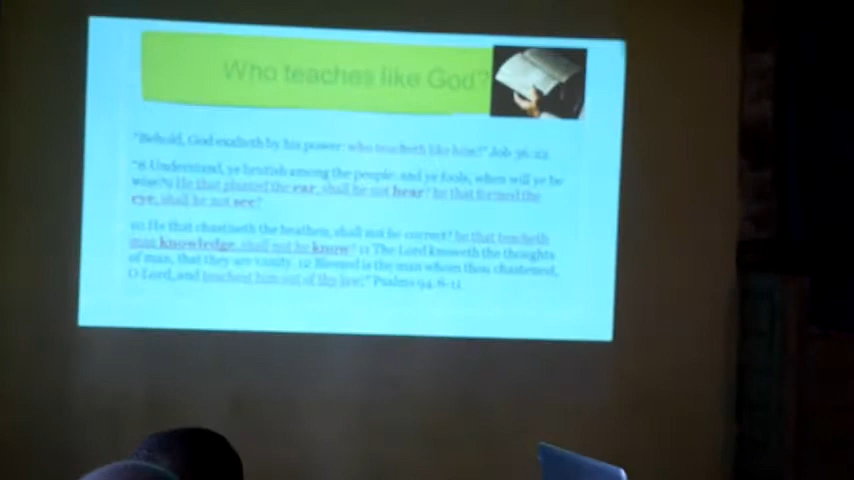 Who teaches like God?
"Behold, God exalteth by his power: who teacheth like him?" Job 36:22
"8 Understand, ye brutish among the people: and ye fools, when will ye be
wise? 9 He that planted the ear, shall he not hear? he that formed the
eye, shall he not see?
10 He that chastiseth the heathen, shall not he correct? he that teacheth
man knowledge, shall not he know? 11 The Lord knoweth the thoughts
of man, that they are vanity. 12 Blessed is the man whom thou chastenest,
O Lord, and teachest him out of thy law;" Psalms 94.